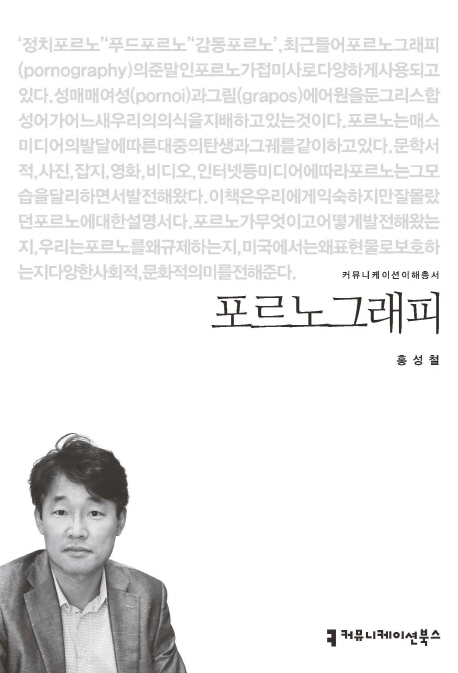 ‘정치포르노’‘푸드포르노’‘감동포르노’, 최근들어포르노그래피
(pornography)의준말인포르노가접미사로다양하게사용되고
있다. 성매매여성(pornoi)과그림(grapos)에어원을둔그리스합
성어가어느새우리의의식을지배하고있는것이다. 포르노는매스
미디어의발달에따른대중의탄생과그궤를같이하고있다. 문학서
적, 사진, 잡지, 영화, 비디오, 인터넷등미디어에따라포르노는그모
습을달리하면서발전해왔다. 이책은우리에게익숙하지만잘몰랐
던포르노에대한설명서다. 포르노가무엇이고어떻게발전해왔는
지, 우리는포르노를왜규제하는지, 미국에서는왜표현물로보호하
는지다양한사회적, 문화적의미를전해준다.
커뮤니케이션이해총서
포르노그래피
홍성철
커뮤니케이션북스